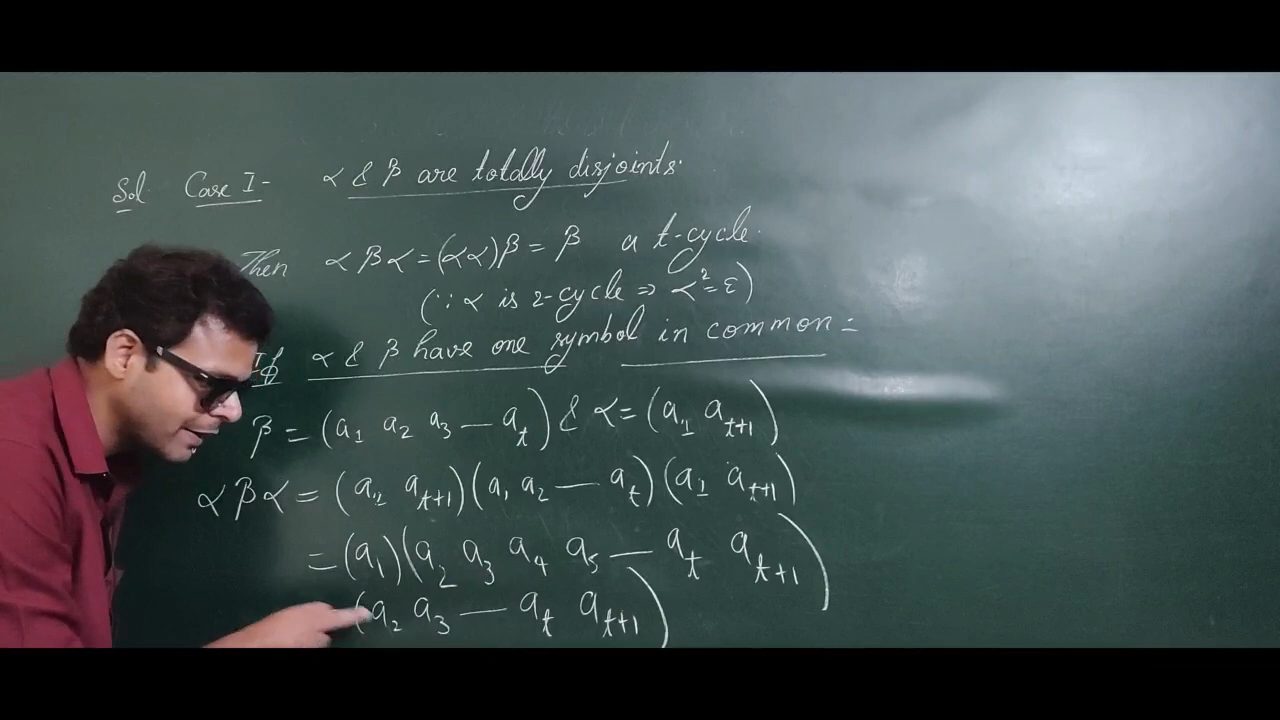 Sol Case I- α & β are totally disjoints.
Then αβα=(αα)β = β a t-cycle.
(∵ α is 2-cycle ⇒ α²=ε)
If α & β have one symbol in common =
β = (a₁ a₂ a₃ — aₜ) & α = (a₁ aₜ₊₁)
αβα = (a₁ aₜ₊₁)(a₁ a₂ — aₜ)(a₁ aₜ₊₁)
= (a₁)(a₂ a₃ a₄ a₅ — aₜ aₜ₊₁)
(a₂ a₃ — aₜ aₜ₊₁)